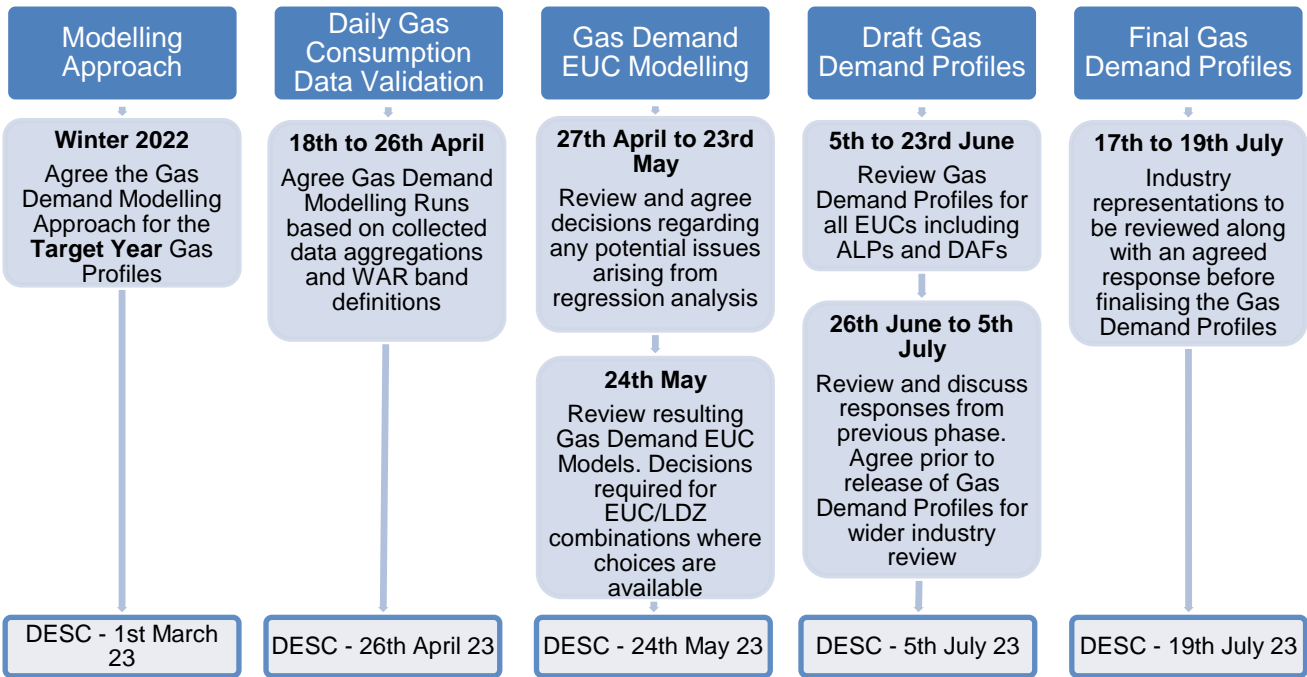 Modelling
Approach
Winter 2022
Agree the Gas
Demand Modelling
Approach for the
Target Year Gas
Profiles
DESC - 1st March
23
Daily Gas
Consumption
Data Validation
18th to 26th April
Agree Gas Demand
Modelling Runs
based on collected
data aggregations
and WAR band
definitions
DESC - 26th April 23
Gas Demand
EUC Modelling
27th April to 23rd
May
Review and agree
decisions regarding
any potential issues
arising from
regression analysis
24th May
Review resulting
Gas Demand EUC
Models. Decisions
required for
EUC/LDZ
combinations where
choices are
available
DESC - 24th May 23
Draft Gas
Demand Profiles
5th to 23rd June
Review Gas
Demand Profiles for
all EUCs including
ALPs and DAFs
26th June to 5th
July
Review and discuss
responses from
previous phase.
Agree prior to
release of Gas
Demand Profiles for
wider industry
review
DESC - 5th July 23
Final Gas
Demand Profiles
17th to 19th July
Industry
representations to
be reviewed along
with an agreed
response before
finalising the Gas
Demand Profiles
DESC - 19th July 23